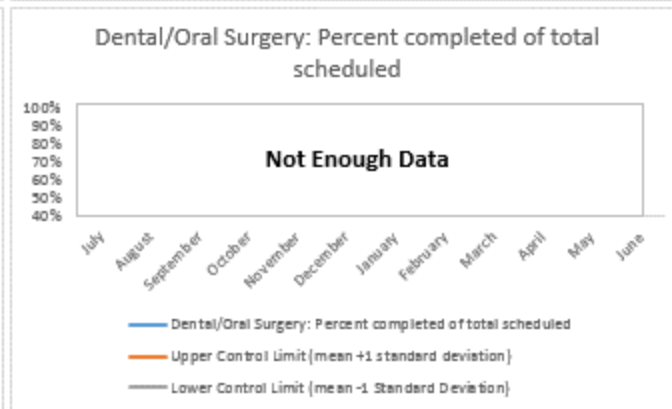 Dental/Oral Surgery: Percent completed of total
scheduled
100%
90%
80%
70%
60%
50%
40%
Not Enough Data
July
August
September
October
November
December
January
February
March
April
May
June
Dental/Oral Surgery: Percent completed of total scheduled
Upper Control Limit (mean +1 standard deviation)
Lower Control Limit (mean -1 Standard Deviation)